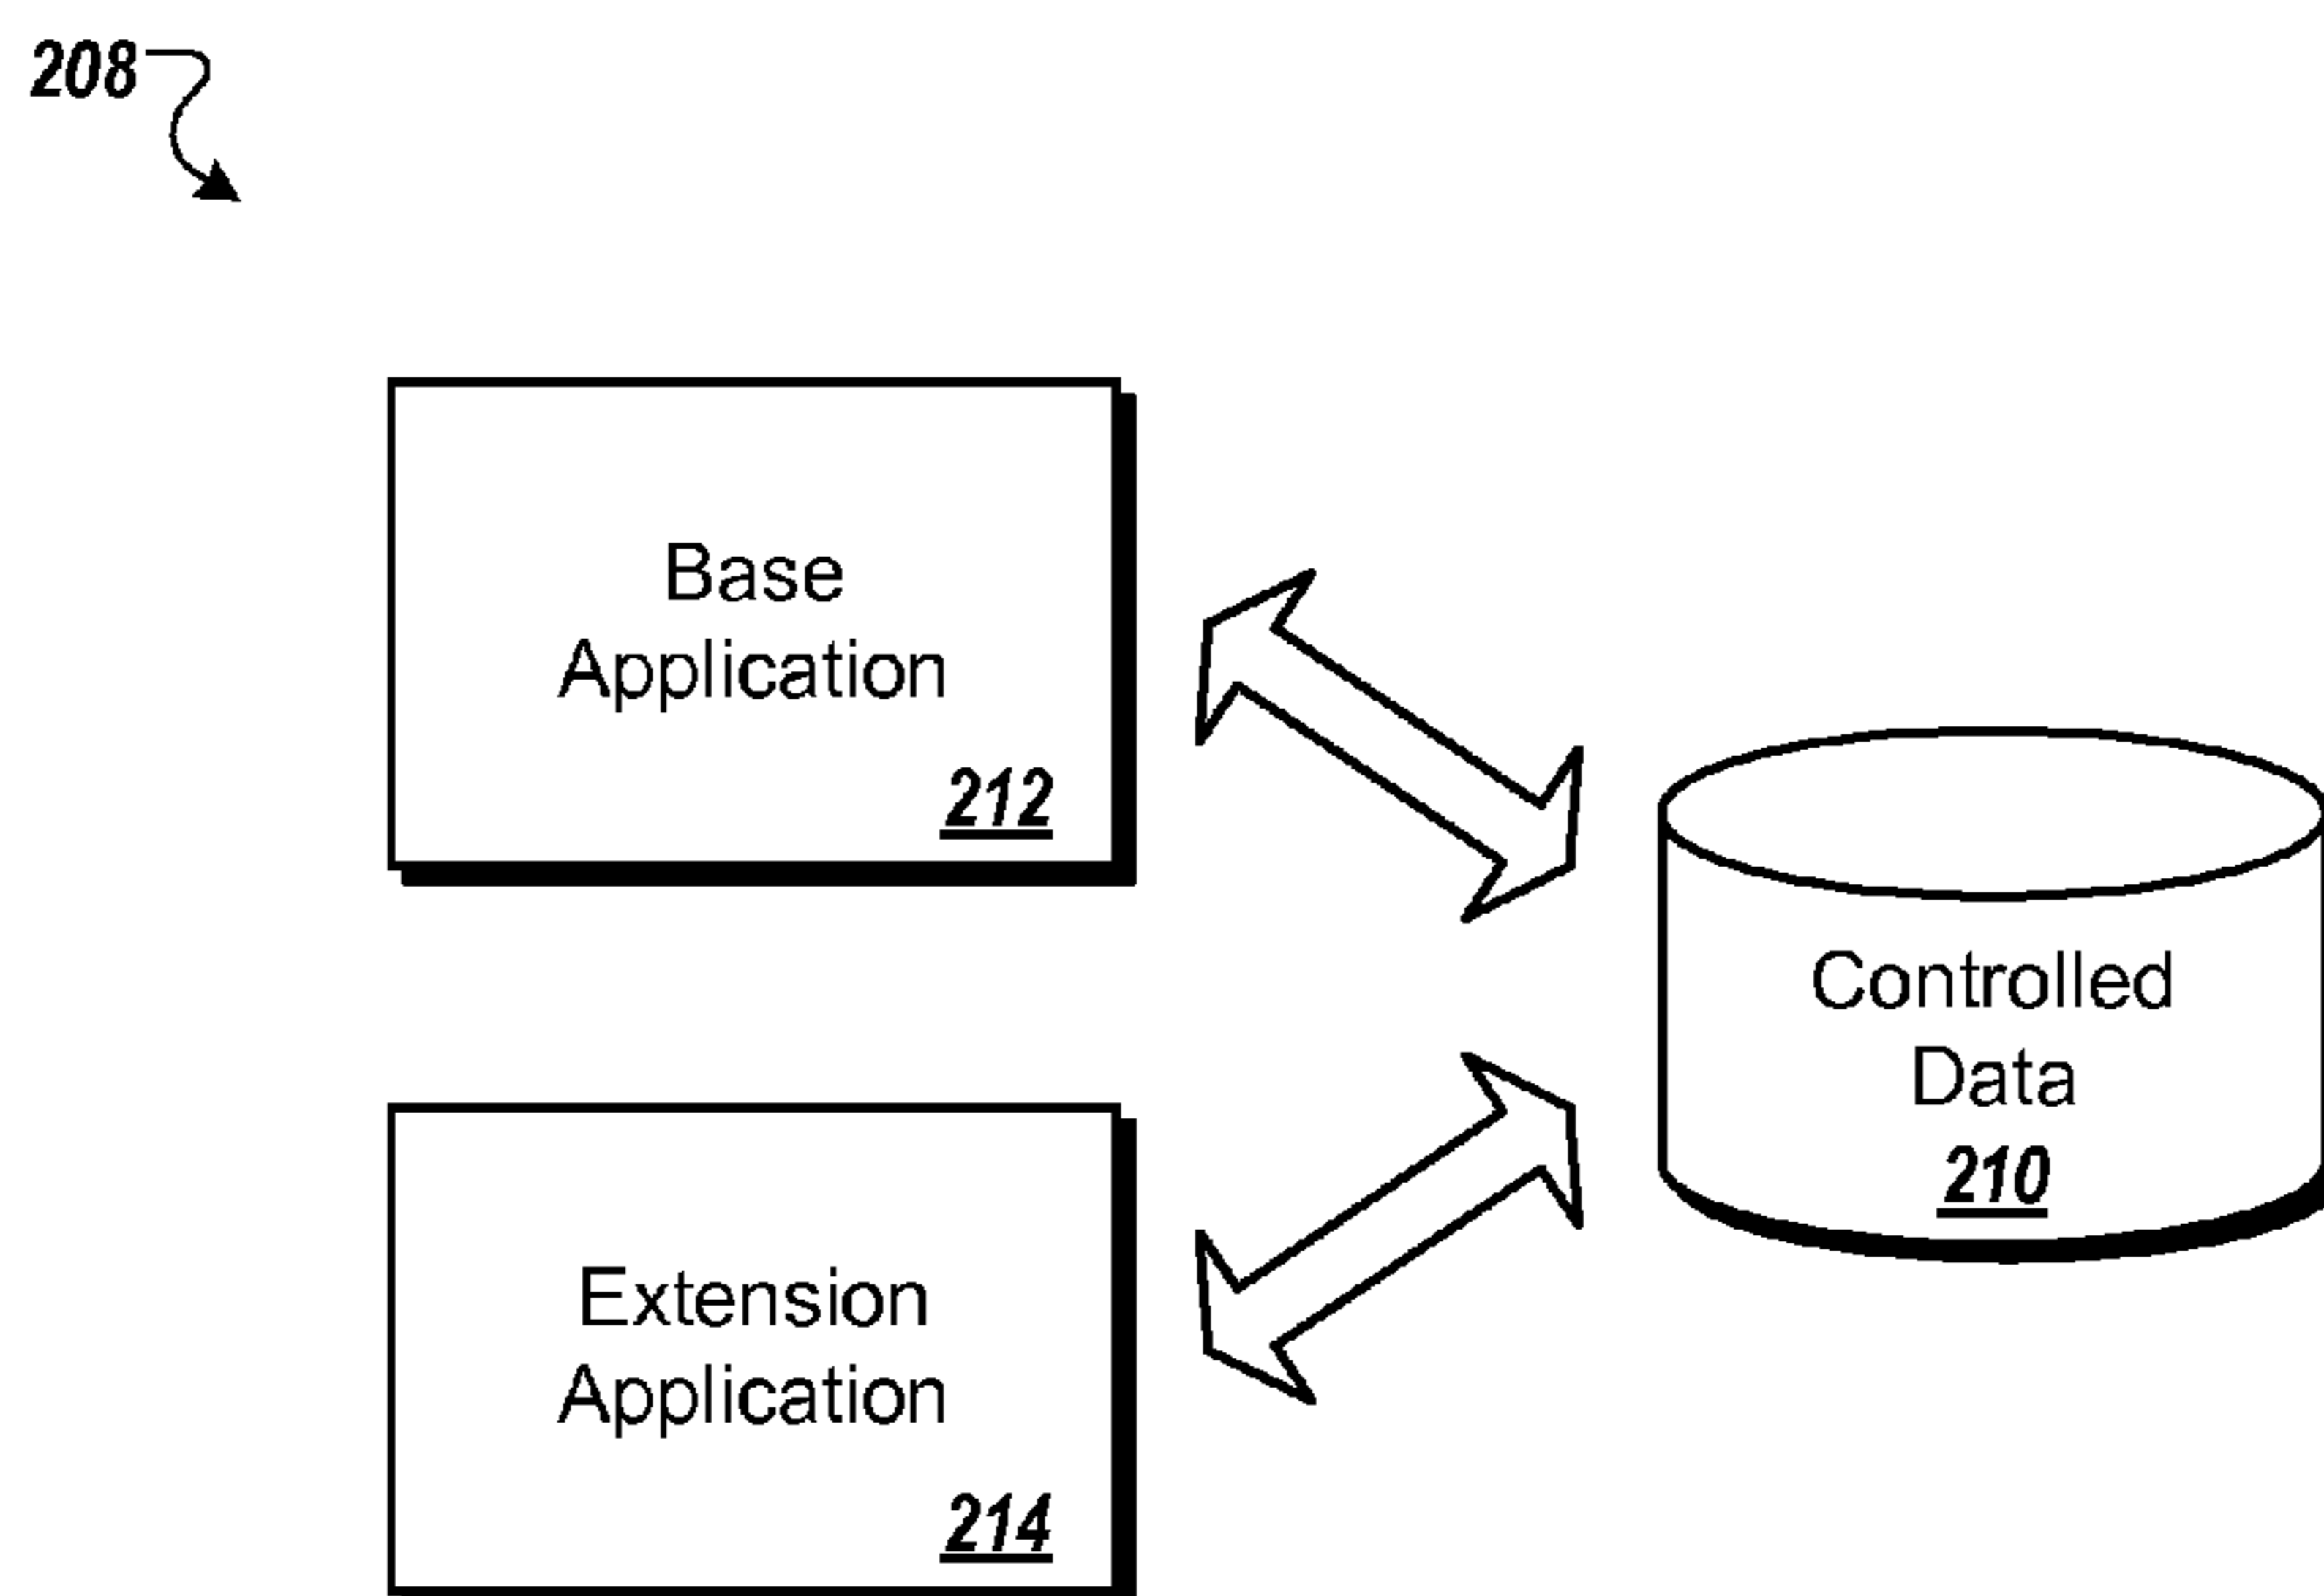 208
Base
Application
212
Controlled
Data
210
Extension
Application
214